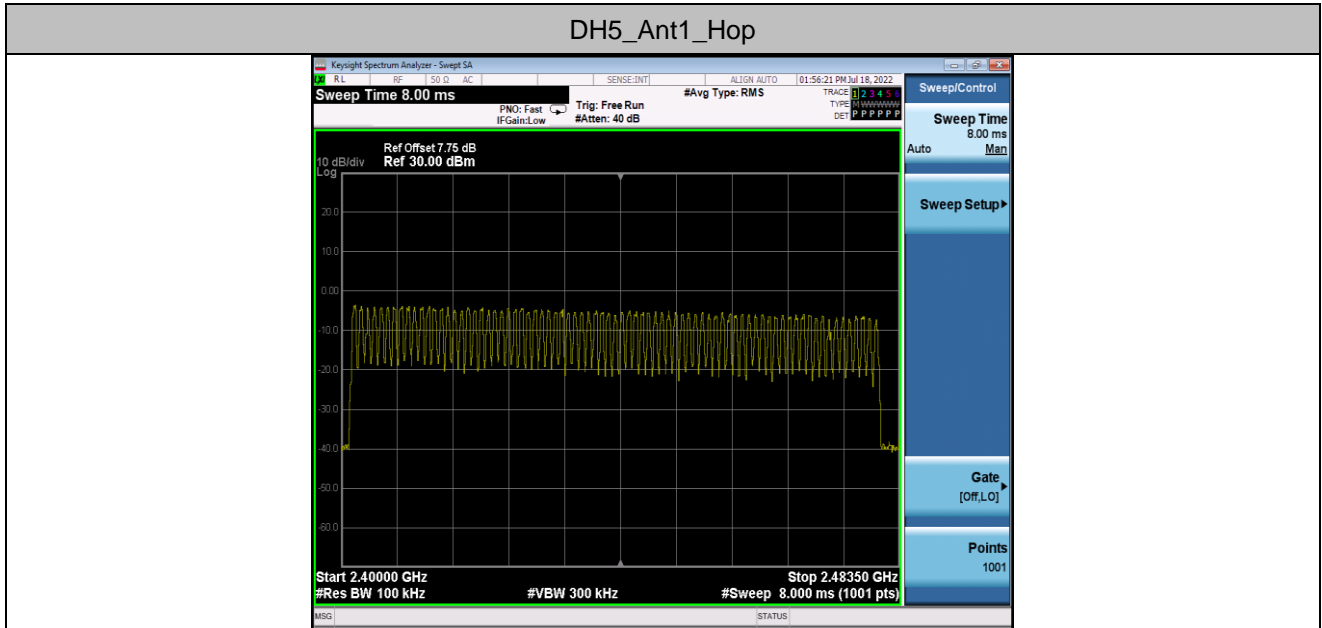 DH5_Ant1_Hop
Keysight Spectrum Analyzer - Swept SA
RL RF 50 Ω AC SENSE:INT ALIGN AUTO 01:56:21 PM Jul 18, 2022
Sweep Time 8.00 ms
PNO: Fast
IFGain:Low
Trig: Free Run
#Atten: 40 dB
#Avg Type: RMS
TRACE 1 2 3 4 5 6
TYPE M WWWWW
DET P P P P P P
Sweep/Control
Sweep Time
8.00 ms
Auto Man
Sweep Setup
Gate
[Off,LO]
Points
1001
Ref Offset 7.75 dB
10 dB/div Ref 30.00 dBm
Log
20.0
10.0
0.00
-10.0
-20.0
-30.0
-40.0
-50.0
-60.0
Start 2.40000 GHz Stop 2.48350 GHz
#Res BW 100 kHz #VBW 300 kHz #Sweep 8.000 ms (1001 pts)
MSG STATUS